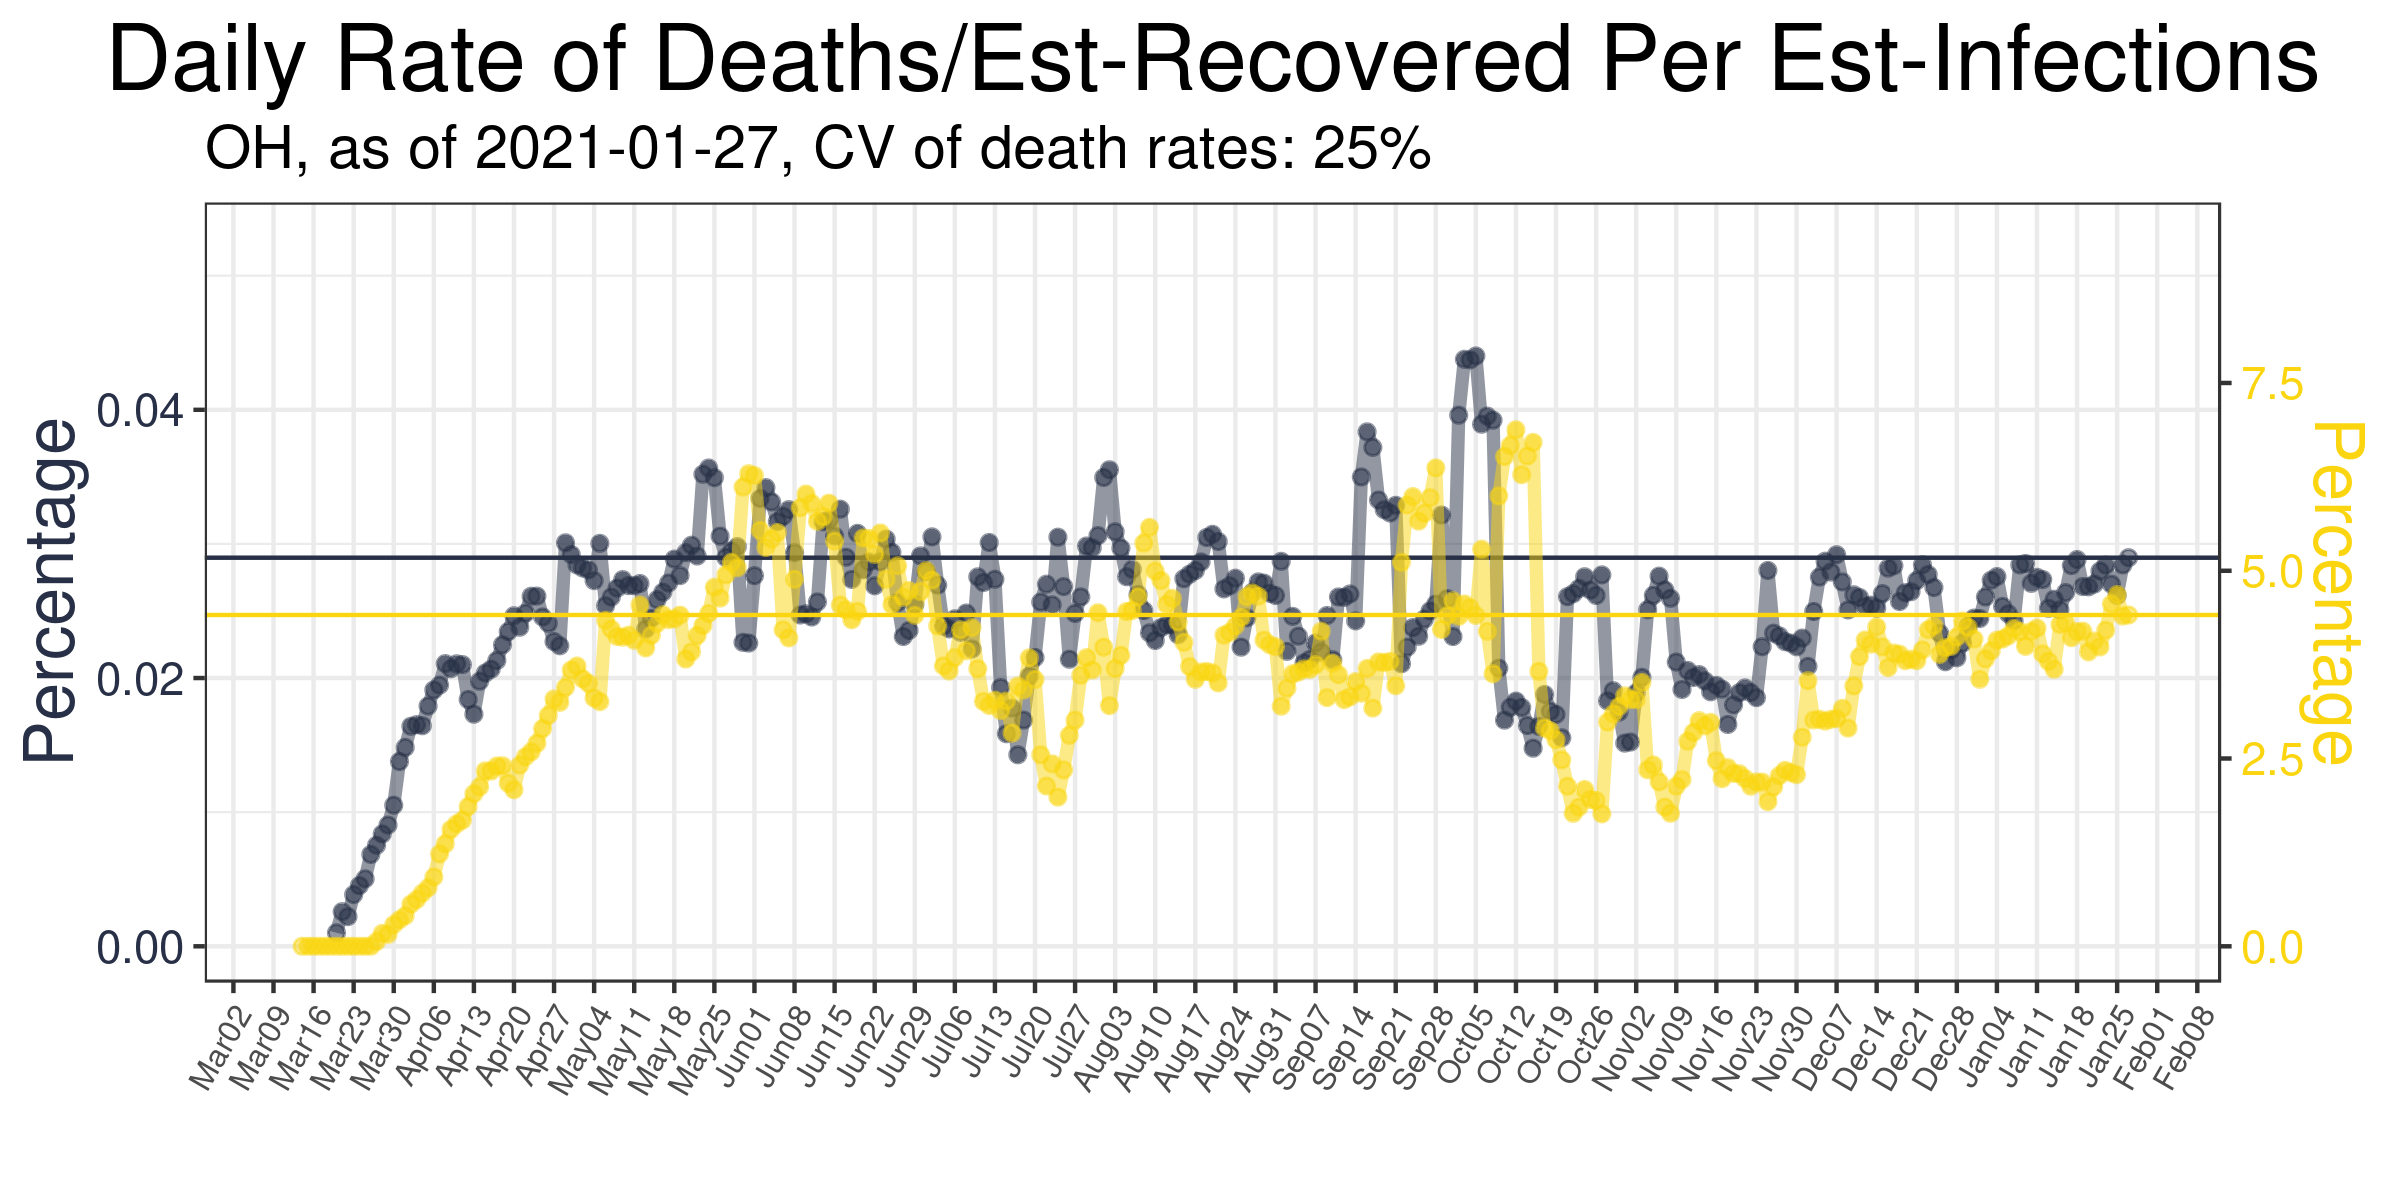 Daily Rate of Deaths/Est-Recovered Per Est-Infections
OH, as of 2021-01-27, CV of death rates: 25%
Percentage
0.04
0.02
0.00
7.5
5.0
2.5
0.0
Percentage
Mar02
Mar09
Mar16
Mar23
Mar30
Apr06
Apr13
Apr20
Apr27
May04
May11
May18
May25
Jun01
Jun08
Jun15
Jun22
Jun29
Jul06
Jul13
Jul20
Jul27
Aug03
Aug10
Aug17
Aug24
Aug31
Sep07
Sep14
Sep21
Sep28
Oct05
Oct12
Oct19
Oct26
Nov02
Nov09
Nov16
Nov23
Nov30
Dec07
Dec14
Dec21
Dec28
Jan04
Jan11
Jan18
Jan25
Feb01
Feb08